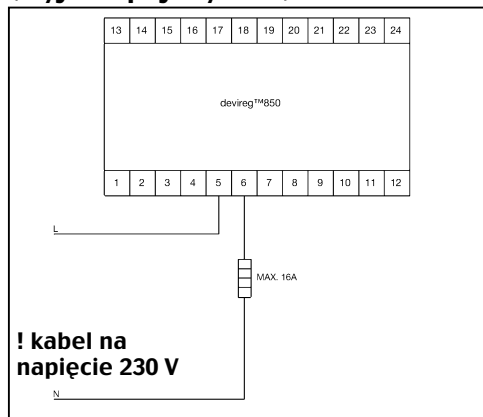 13 14 15 16 17 18 19 20 21 22 23 24
devireg™850
1 2 3 4 5 6 7 8 9 10 11 12
L
MAX. 16A
! kabel na
napięcie 230 V
N